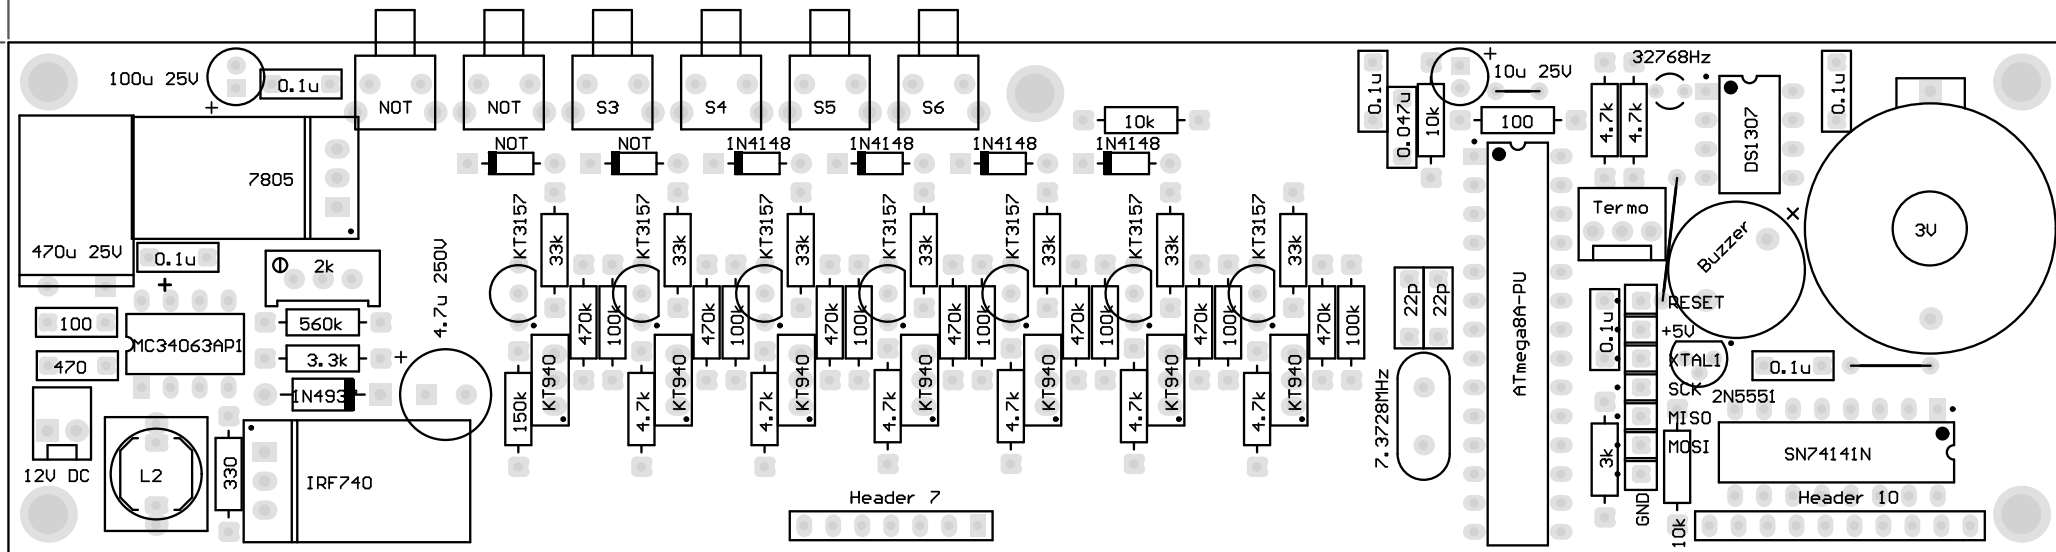 100u 25V
+
0.1u
NOT
NOT
S3
S4
S5
S6
0.1u
0.047u
10k
+
10u 25V
100
32768Hz
4.7k
4.7k
DS1307
0.1u
10k
NOT
NOT
1N4148
1N4148
1N4148
1N4148
7805
470u 25V
0.1u
+
2k
4.7u 250V
KT3157
33k
KT3157
33k
KT3157
33k
KT3157
33k
KT3157
33k
KT3157
33k
KT3157
33k
Termo
Buzzer
+
3V
100
MC34063AP1
560k
470
3.3k
+
1N493
470k
100k
470k
100k
470k
100k
470k
100k
470k
100k
470k
100k
470k
100k
22p
22p
ATmega8A-PU
0.1u
RESET
+5V
XTAL1
SCK
MISO
MOSI
GND
0.1u
2N5551
150k
KT940
4.7k
KT940
4.7k
KT940
4.7k
KT940
4.7k
KT940
4.7k
KT940
4.7k
KT940
7.3728MHz
12V DC
L2
330
IRF740
3k
10k
SN74141N
Header 7
Header 10